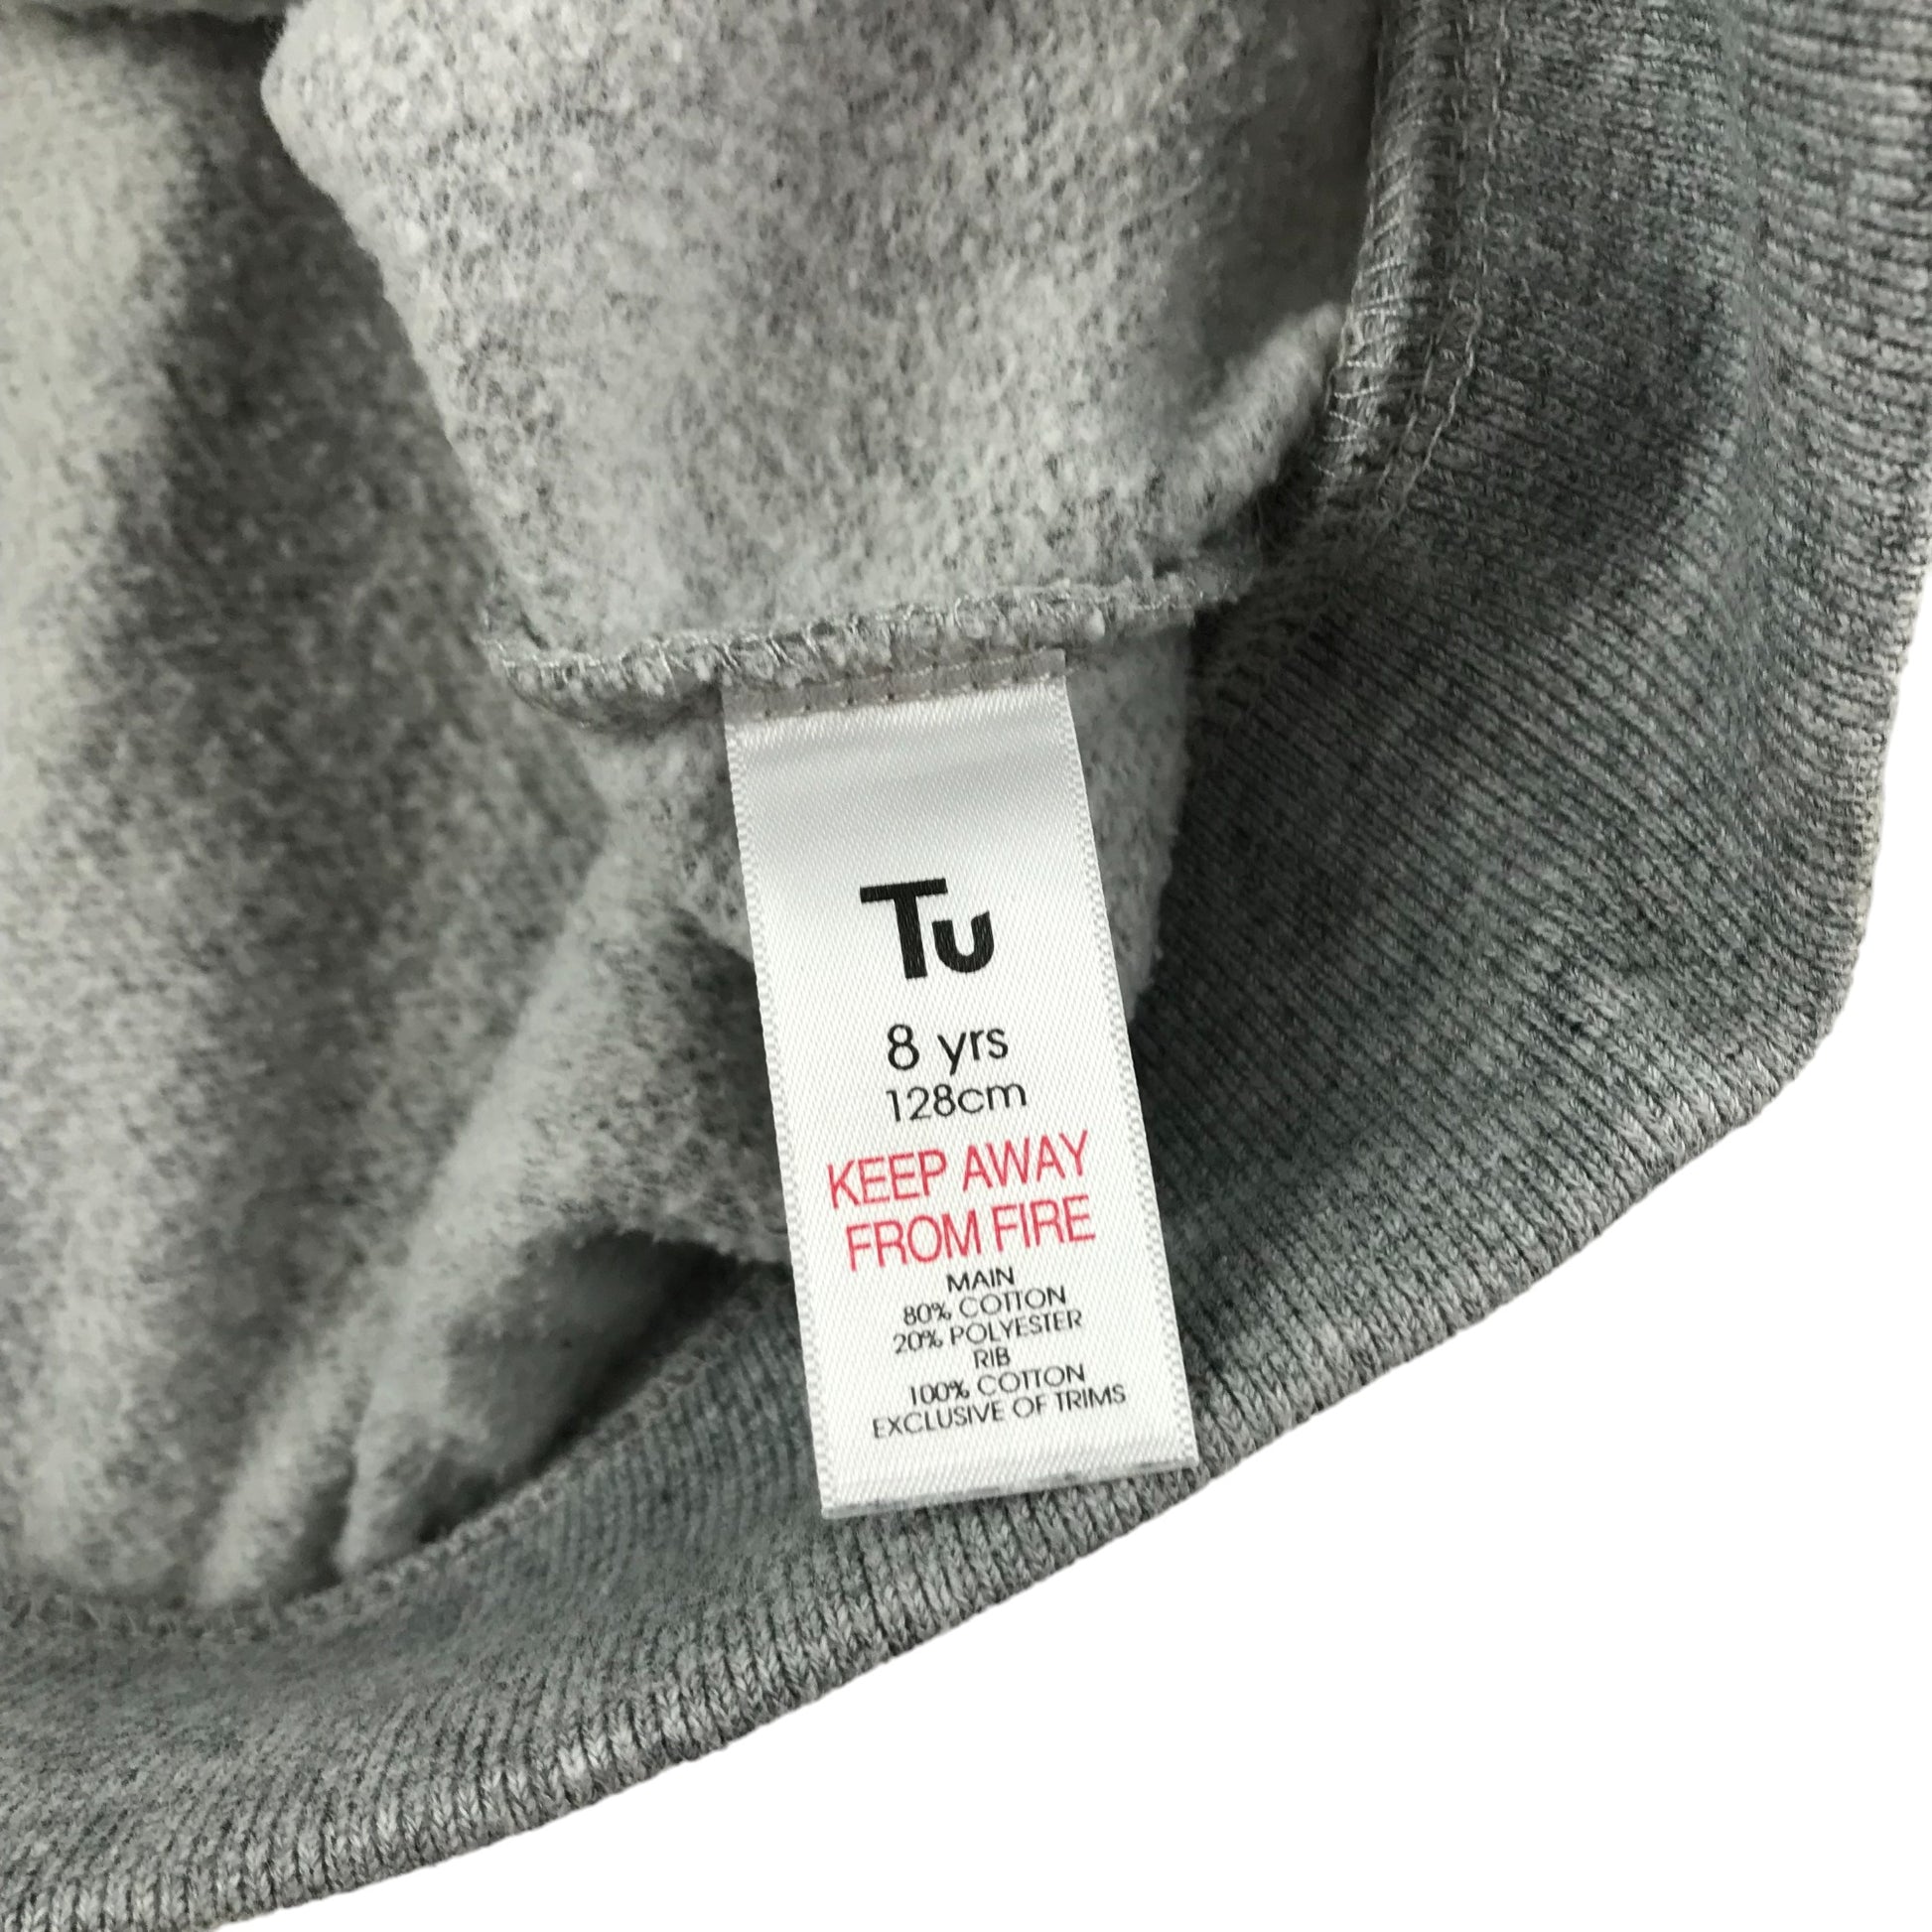 Tu
8 yrs
128cm
KEEP AWAY
FROM FIRE
MAIN
80% COTTON
20% POLYESTER
RIB
100% COTTON
EXCLUSIVE OF TRIMS